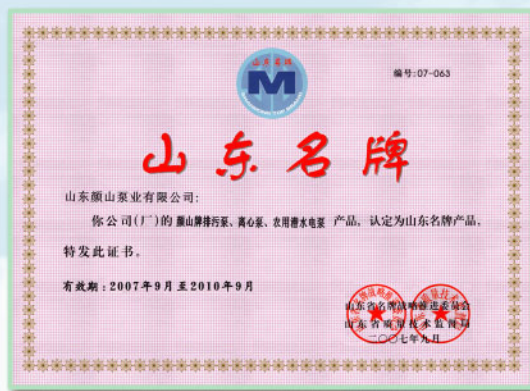 山东名牌
M
编号:07-063
山东名牌
山东颜山泵业有限公司:
你公司(厂)的 颜山牌排污泵、离心泵、农用潜水电泵 产品，认定为山东名牌产品，
特发此证书。
有效期：2007年9月至2010年9月
山东省名牌战略推进委员会
山东省质量技术监督局
二〇〇七年九月